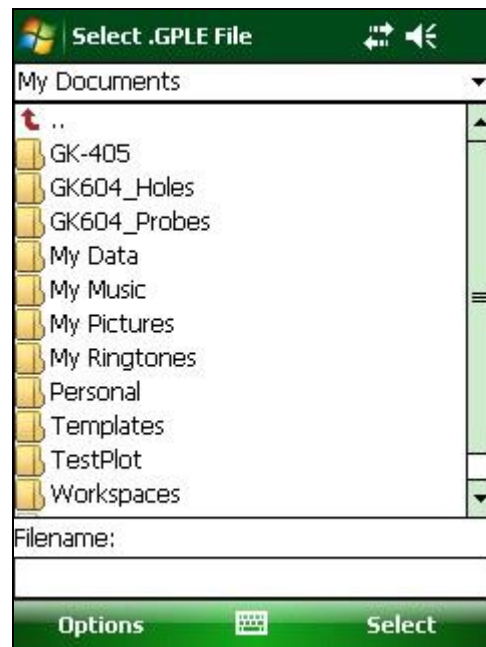 Select .GPLE File
My Documents
..
GK-405
GK604_Holes
GK604_Probes
My Data
My Music
My Pictures
My Ringtones
Personal
Templates
TestPlot
Workspaces
Filename:
Options Select